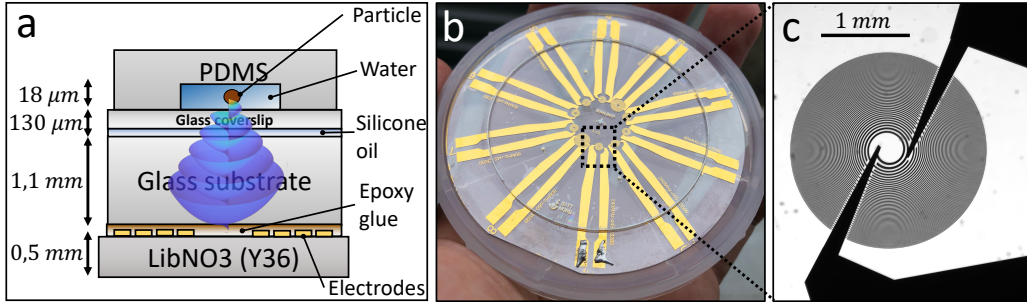 a
Particle
PDMS
Water
18 μm
Glass coverslip
130 μm
Silicone
oil
1,1 mm
Glass substrate
Epoxy
glue
0,5 mm
LibNO3 (Y36)
Electrodes
b
c
1 mm